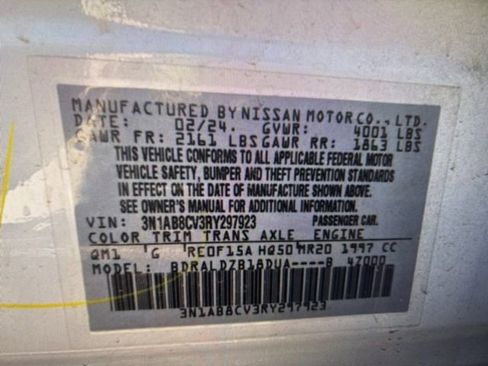 MANUFACTURED BY NISSAN MOTOR CO., LTD.
DATE: 02/24. GVWR: 4001 LBS
GAWR FR: 2161 LBS GAWR RR: 1863 LBS
THIS VEHICLE CONFORMS TO ALL APPLICABLE FEDERAL MOTOR
VEHICLE SAFETY, BUMPER AND THEFT PREVENTION STANDARDS
IN EFFECT ON THE DATE OF MANUFACTURE SHOWN ABOVE.
SEE OWNER'S MANUAL FOR ADDITIONAL INFORMATION.
VIN: 3N1AB8CV3RY297923 PASSENGER CAR.
COLOR TRIM TRANS AXLE ENGINE
QM1 G RE0F15A HQ50 MR20 1997 CC
MODEL: BDRALDZB18DUA----B 47000
3N1AB8CV3RY297923